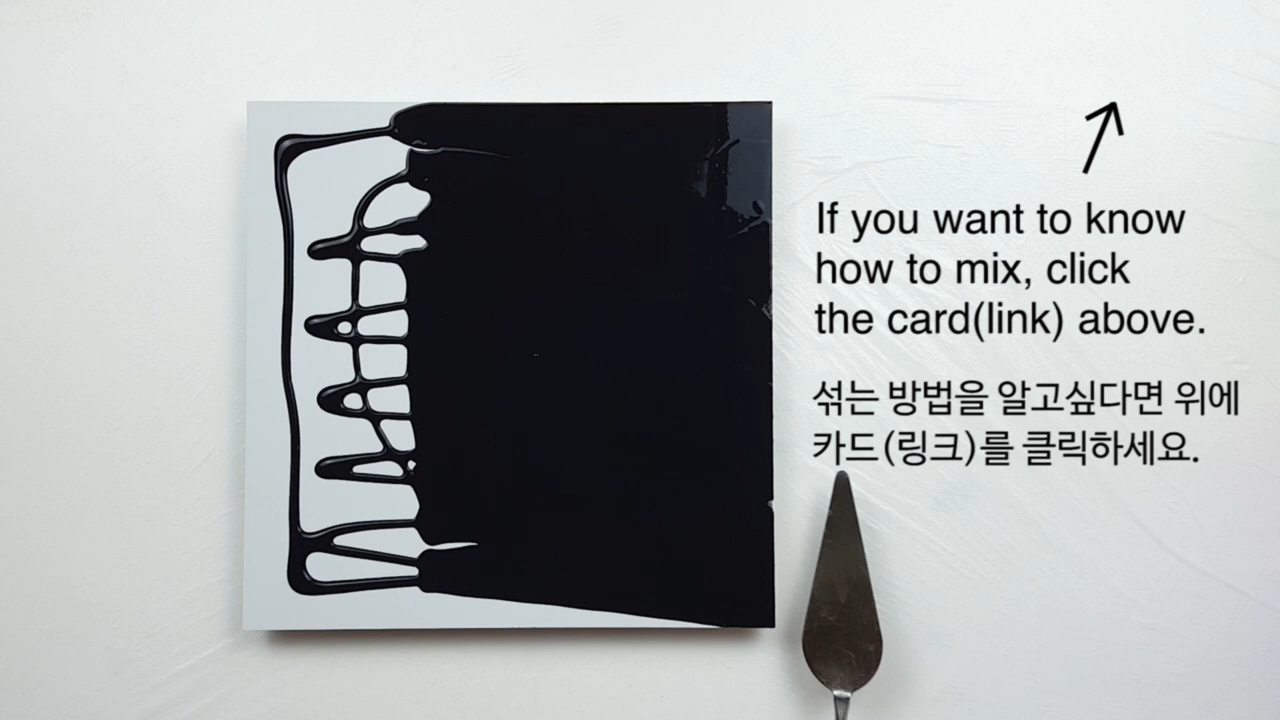 If you want to know
how to mix, click
the card(link) above.
섞는 방법을 알고싶다면 위에
카드(링크)를 클릭하세요.